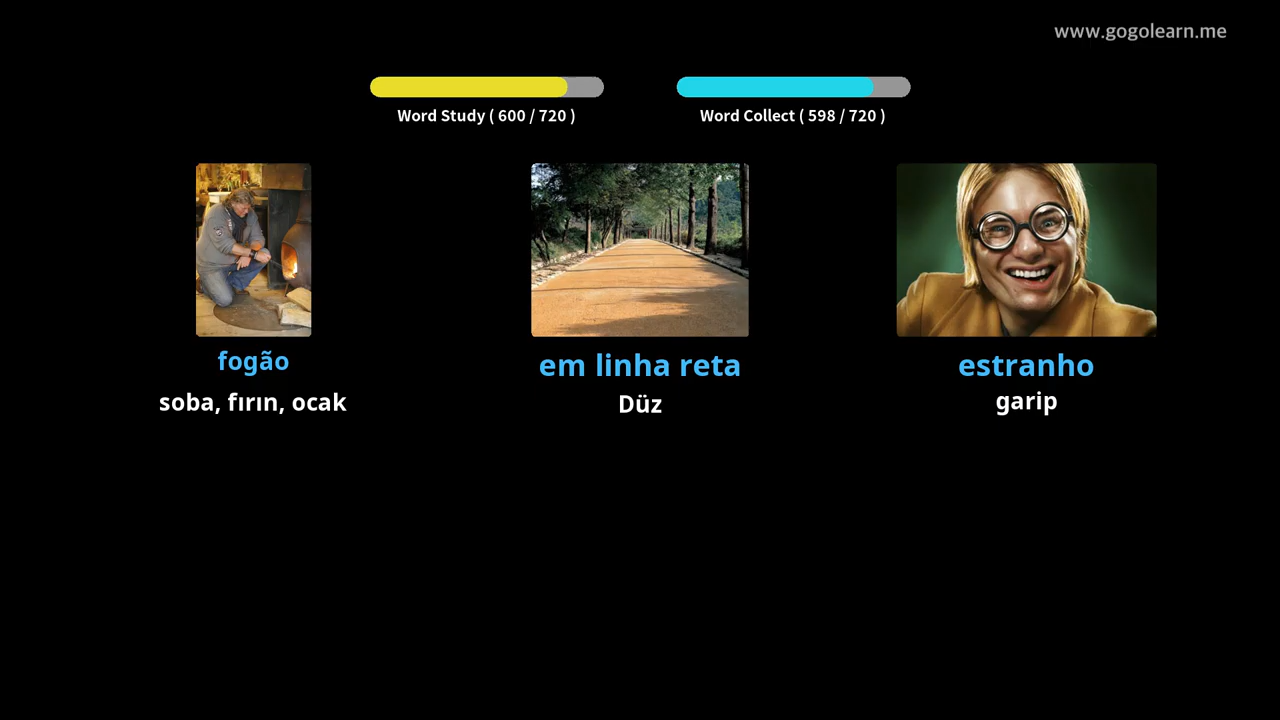 www.gogolearn.me
Word Study ( 600 / 720 )
Word Collect ( 598 / 720 )
fogão
soba, fırın, ocak
em linha reta
Düz
estranho
garip